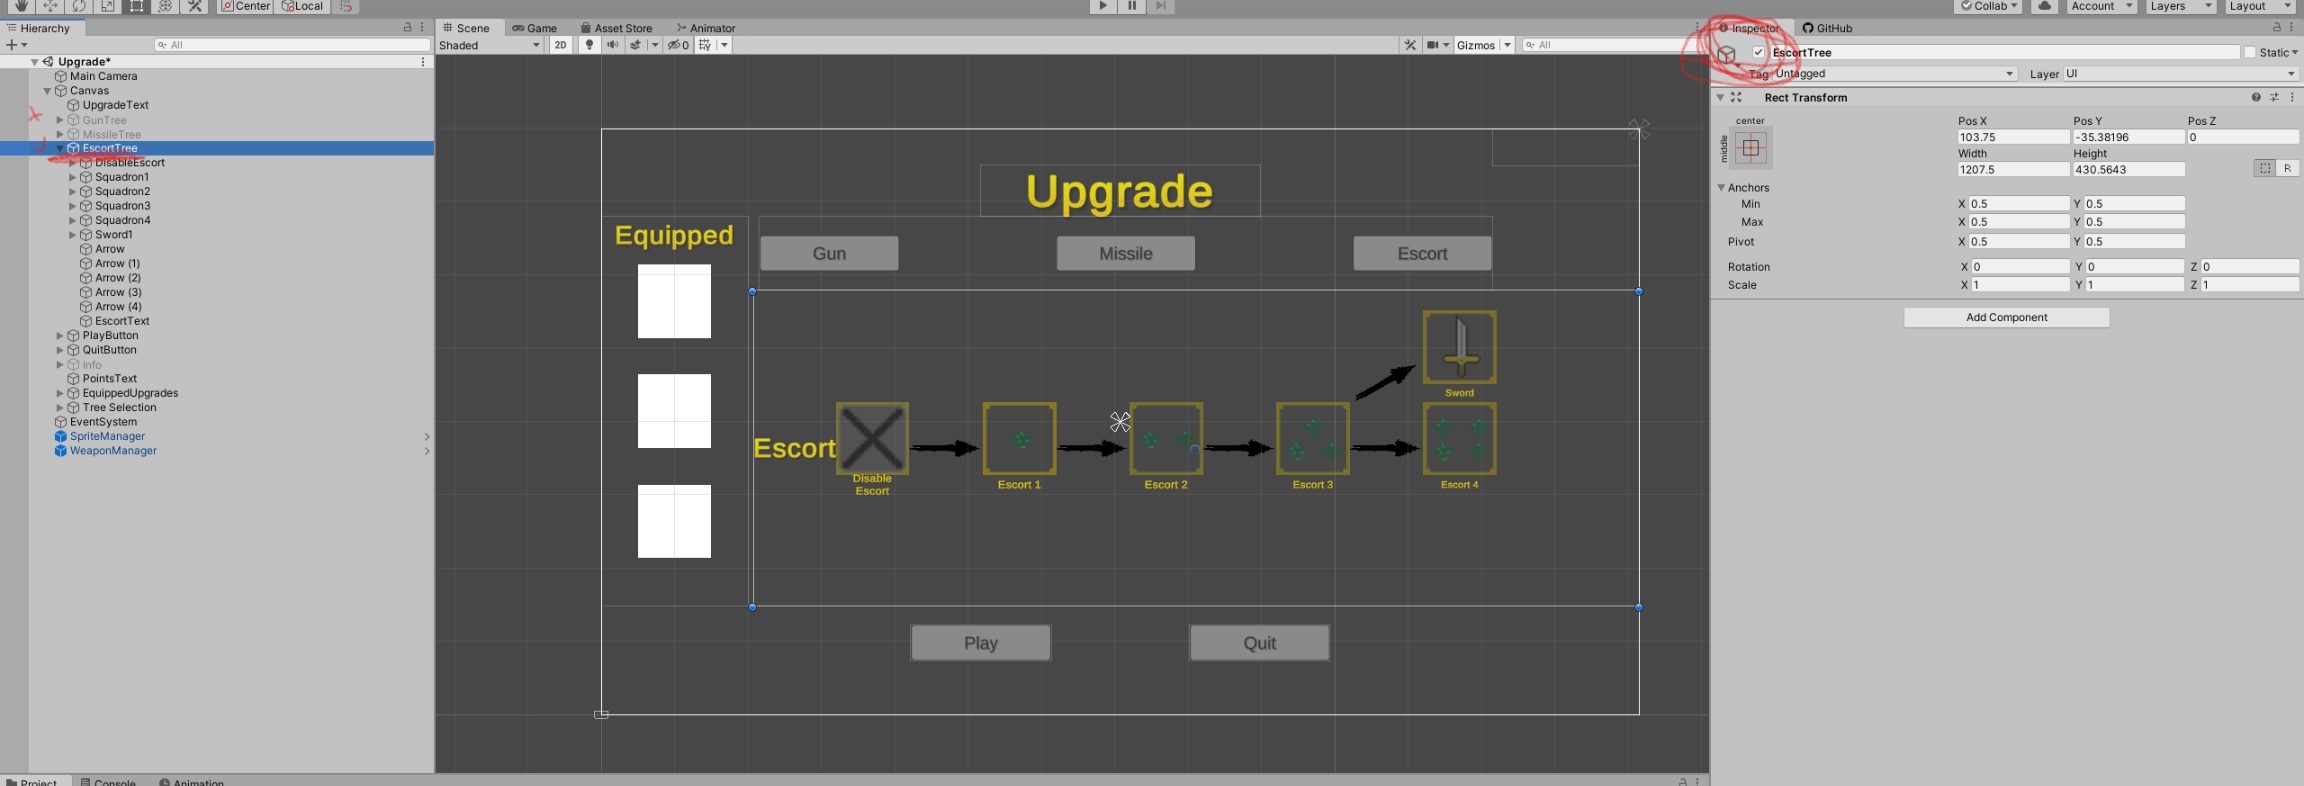 Center Local
Collab Account Layers Layout
Hierarchy
All
Upgrade*
Main Camera
Canvas
UpgradeText
GunTree
MissileTree
EscortTree
DisableEscort
Squadron1
Squadron2
Squadron3
Squadron4
Sword1
Arrow
Arrow (1)
Arrow (2)
Arrow (3)
Arrow (4)
EscortText
PlayButton
QuitButton
Info
PointsText
EquippedUpgrades
Tree Selection
EventSystem
SpriteManager
WeaponManager
Scene Game Asset Store Animator
Shaded 2D 0 Gizmos All
Upgrade
Equipped
Gun Missile Escort
Sword
Escort
Disable
Escort
Escort 1 Escort 2 Escort 3 Escort 4
Play Quit
Inspector GitHub
EscortTree Static
Tag Untagged Layer UI
Rect Transform
center
middle
Pos X Pos Y Pos Z
103.75 -35.38196 0
Width Height
1207.5 430.5643
R
Anchors
Min X 0.5 Y 0.5
Max X 0.5 Y 0.5
Pivot X 0.5 Y 0.5
Rotation X 0 Y 0 Z 0
Scale X 1 Y 1 Z 1
Add Component
Project Console Animation